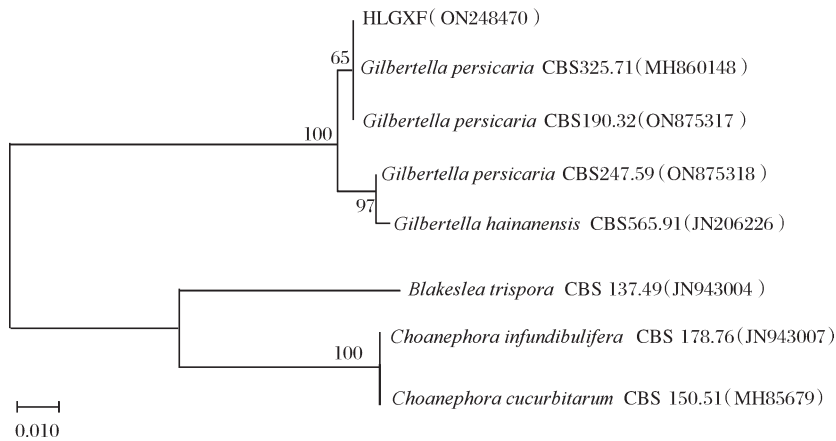 HLGXF( ON248470 )
65
Gilbertella persicaria CBS325.71(MH860148 )
Gilbertella persicaria CBS190.32(ON875317 )
100
Gilbertella persicaria CBS247.59(ON875318 )
97
Gilbertella hainanensis CBS565.91(JN206226 )
Blakeslea trispora CBS 137.49(JN943004 )
Choanephora infundibulifera CBS 178.76(JN943007)
100
Choanephora cucurbitarum CBS 150.51(MH85679 )
0.010